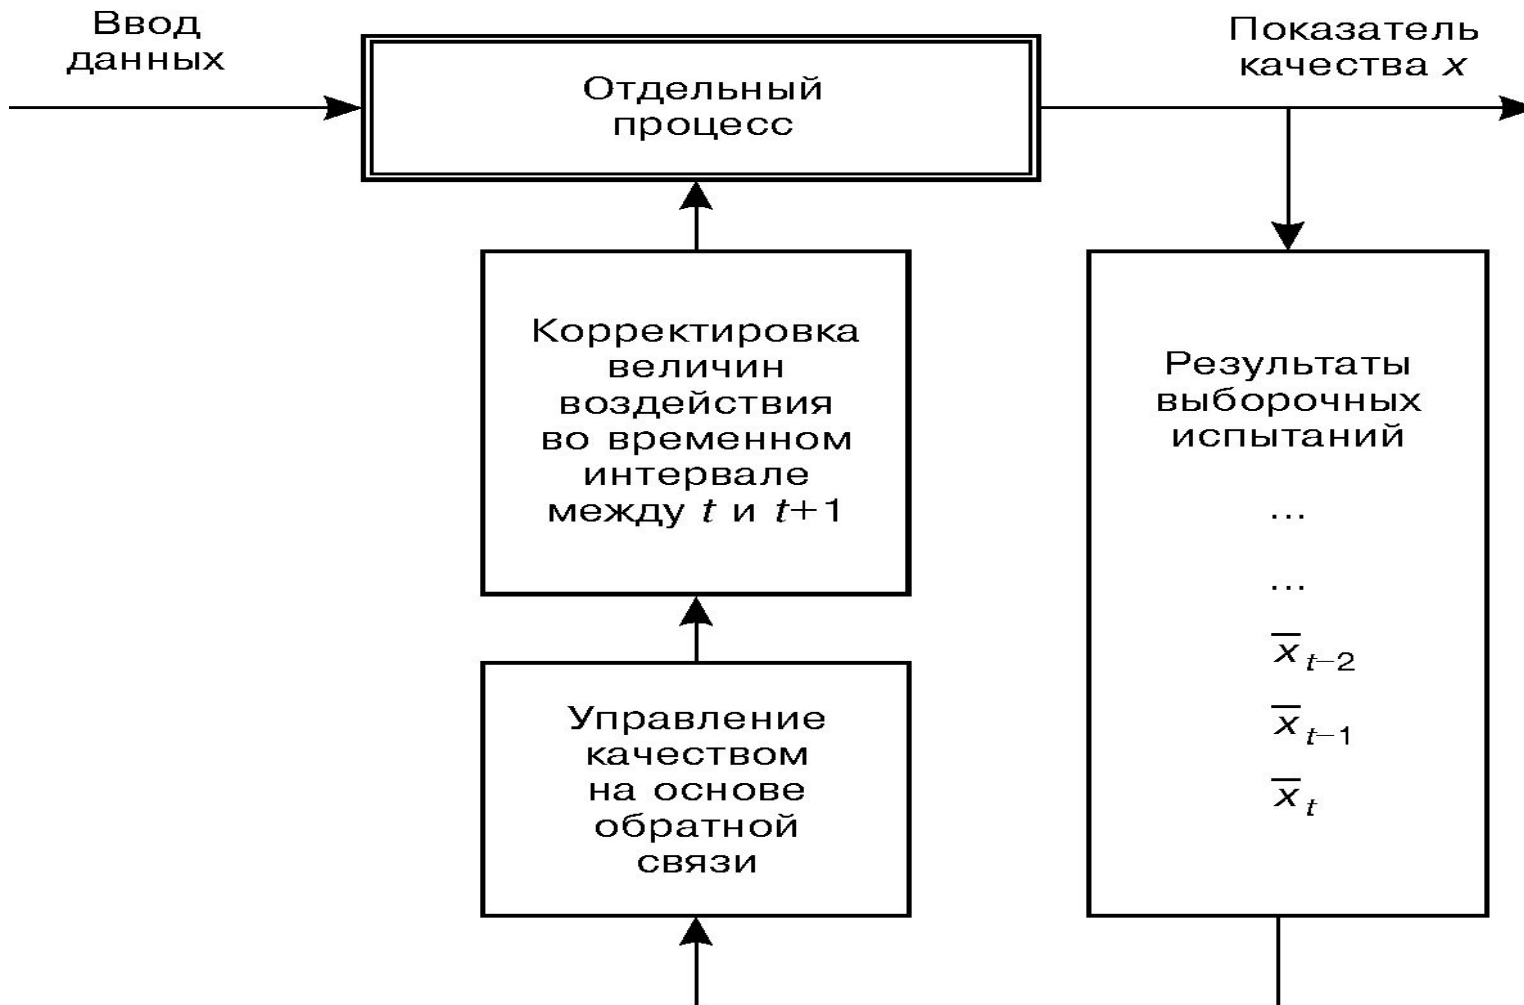 Ввод
данных
Отдельный
процесс
Показатель
качества x
Корректировка
величин
воздействия
во временном
интервале
между t и t+1
Управление
качеством
на основе
обратной
связи
Результаты
выборочных
испытаний
...
...
x̅ t–2
x̅ t–1
x̅ t